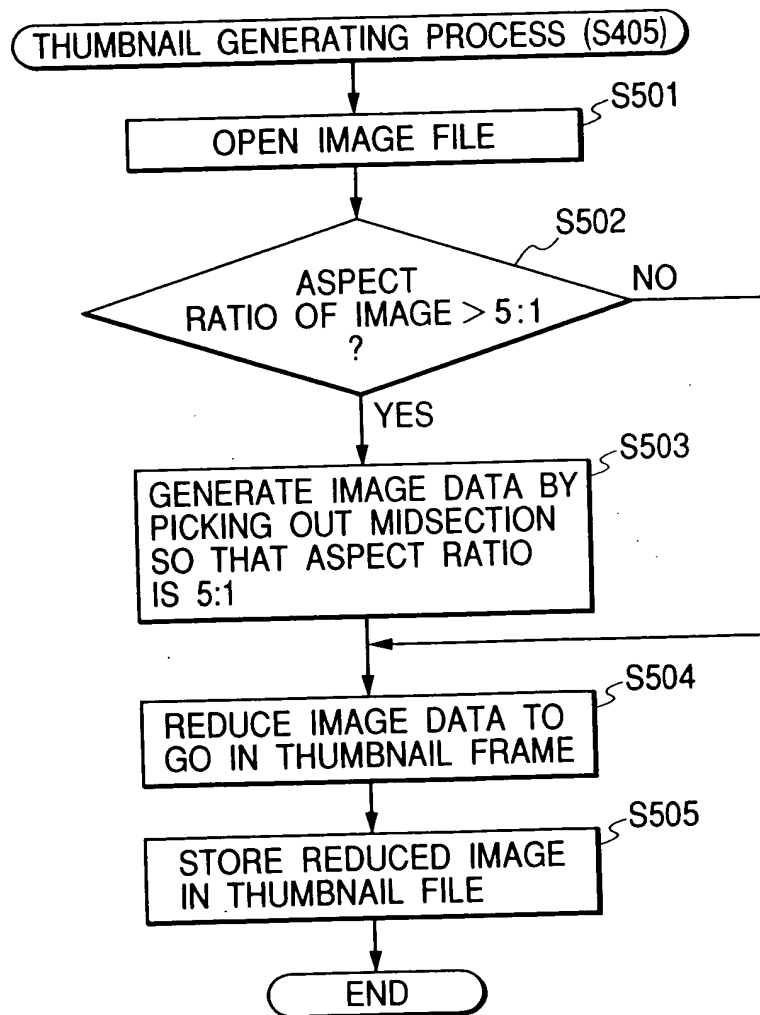 THUMBNAIL GENERATING PROCESS (S405)
S501
OPEN IMAGE FILE
S502
ASPECT
RATIO OF IMAGE > 5:1
?
NO
YES
S503
GENERATE IMAGE DATA BY
PICKING OUT MIDSECTION
SO THAT ASPECT RATIO
IS 5:1
S504
REDUCE IMAGE DATA TO
GO IN THUMBNAIL FRAME
S505
STORE REDUCED IMAGE
IN THUMBNAIL FILE
END